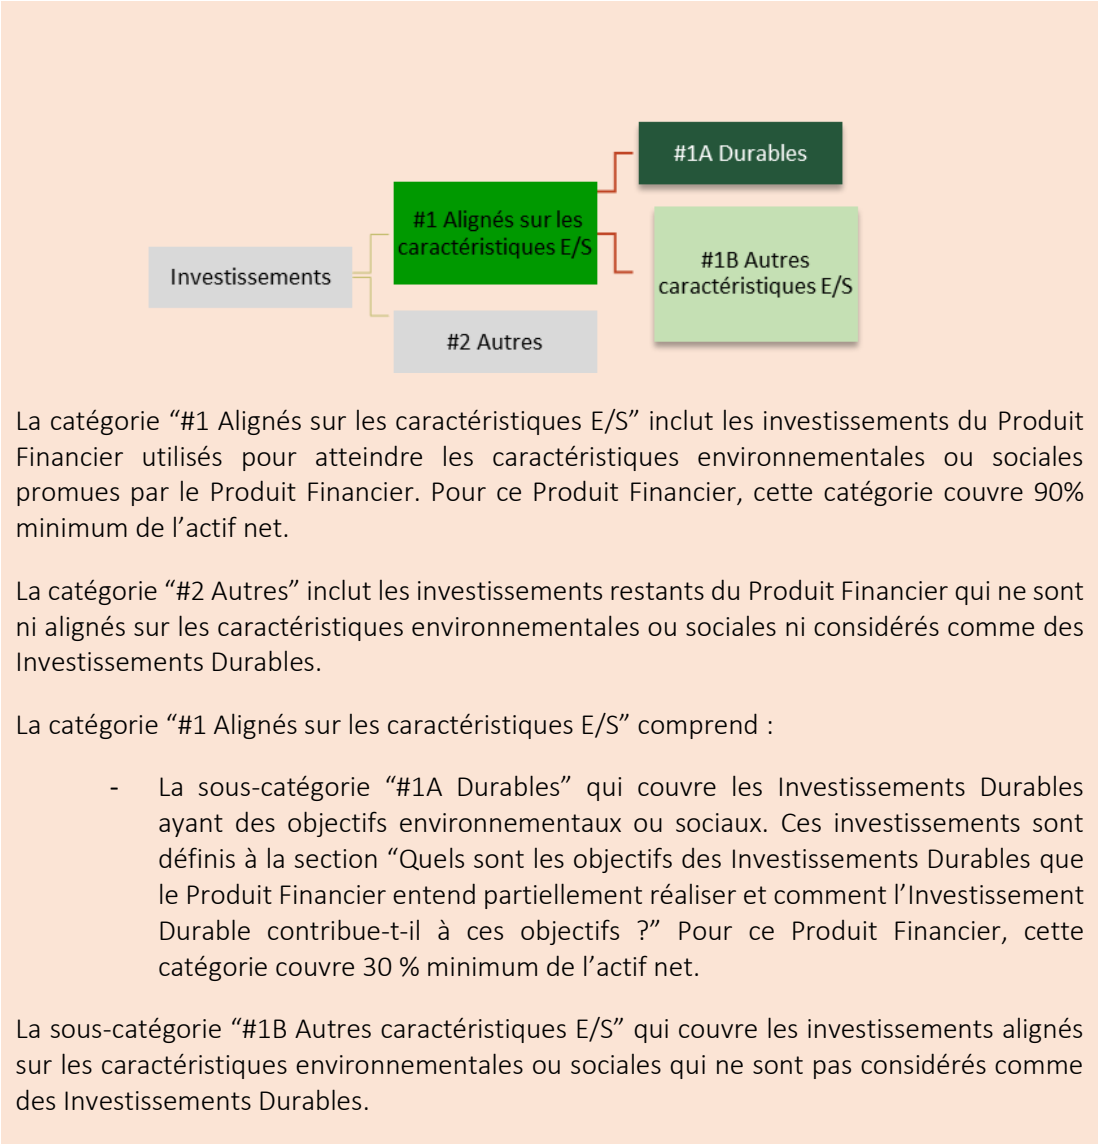 #1A Durables
#1 Alignés sur les
caractéristiques E/S
#1B Autres
caractéristiques E/S
Investissements
#2 Autres
La catégorie “#1 Alignés sur les caractéristiques E/S” inclut les investissements du Produit
Financier utilisés pour atteindre les caractéristiques environnementales ou sociales
promues par le Produit Financier. Pour ce Produit Financier, cette catégorie couvre 90%
minimum de l’actif net.
La catégorie “#2 Autres” inclut les investissements restants du Produit Financier qui ne sont
ni alignés sur les caractéristiques environnementales ou sociales ni considérés comme des
Investissements Durables.
La catégorie “#1 Alignés sur les caractéristiques E/S” comprend :
- La sous-catégorie “#1A Durables” qui couvre les Investissements Durables
ayant des objectifs environnementaux ou sociaux. Ces investissements sont
définis à la section “Quels sont les objectifs des Investissements Durables que
le Produit Financier entend partiellement réaliser et comment l’Investissement
Durable contribue-t-il à ces objectifs ?” Pour ce Produit Financier, cette
catégorie couvre 30 % minimum de l’actif net.
La sous-catégorie “#1B Autres caractéristiques E/S” qui couvre les investissements alignés
sur les caractéristiques environnementales ou sociales qui ne sont pas considérés comme
des Investissements Durables.